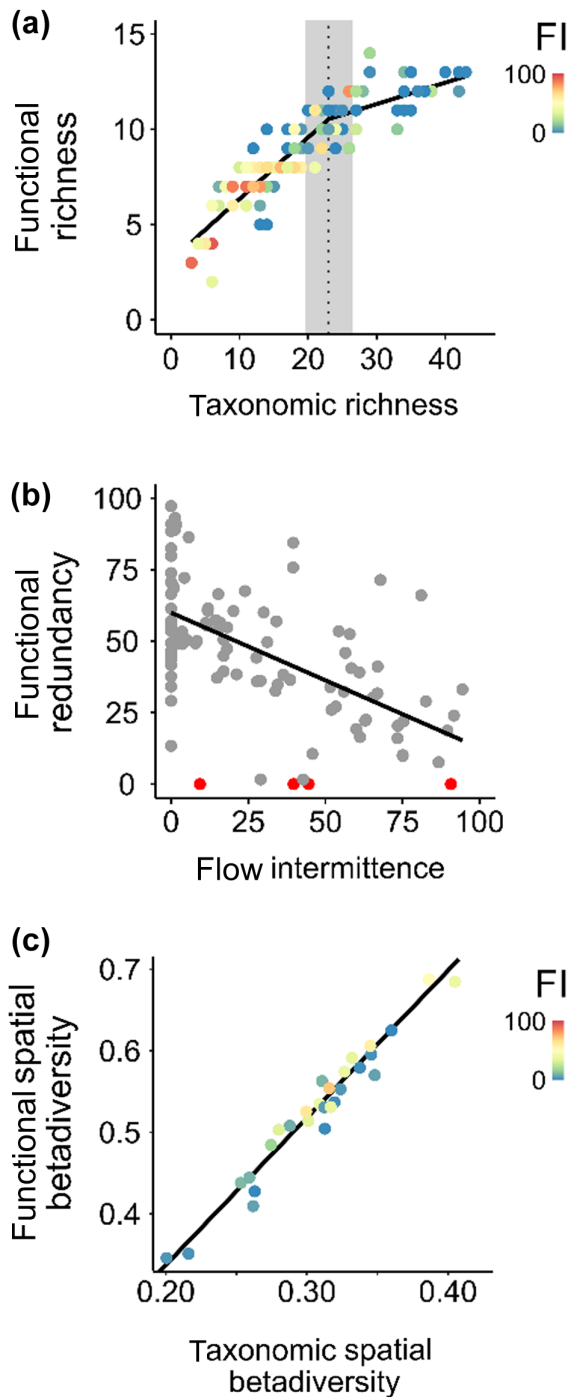 (a)
FI
Functional
richness
15
10
5
0
100
0
0 10 20 30 40
Taxonomic richness
(b)
Functional
redundancy
100
75
50
25
0
0 25 50 75 100
Flow intermittence
(c)
FI
Functional spatial
betadiversity
0.7
0.6
0.5
0.4
100
0
0.20 0.30 0.40
Taxonomic spatial
betadiversity